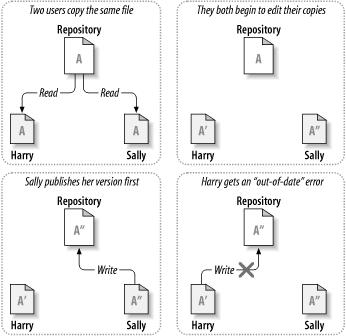 Two users copy the same file
Repository
A
Read
Read
A
A
Harry
Sally
They both begin to edit their copies
Repository
A
A'
A"
Harry
Sally
Sally publishes her version first
Repository
A"
Write
A'
A"
Harry
Sally
Harry gets an “out-of-date” error
Repository
A"
Write
A'
A"
Harry
Sally